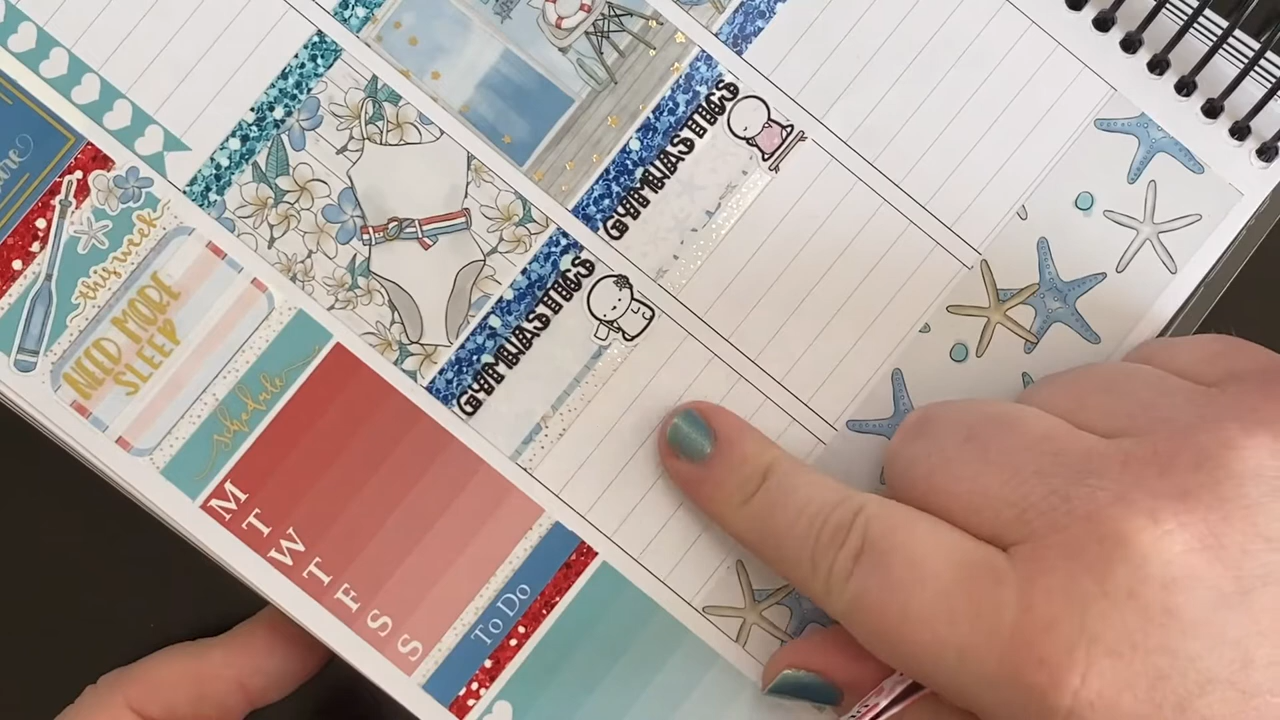 this week
NEED MORE
SLEEP
schedule
M
T
W
T
F
S
S
To Do
GYMNASTICS
GYMNASTICS